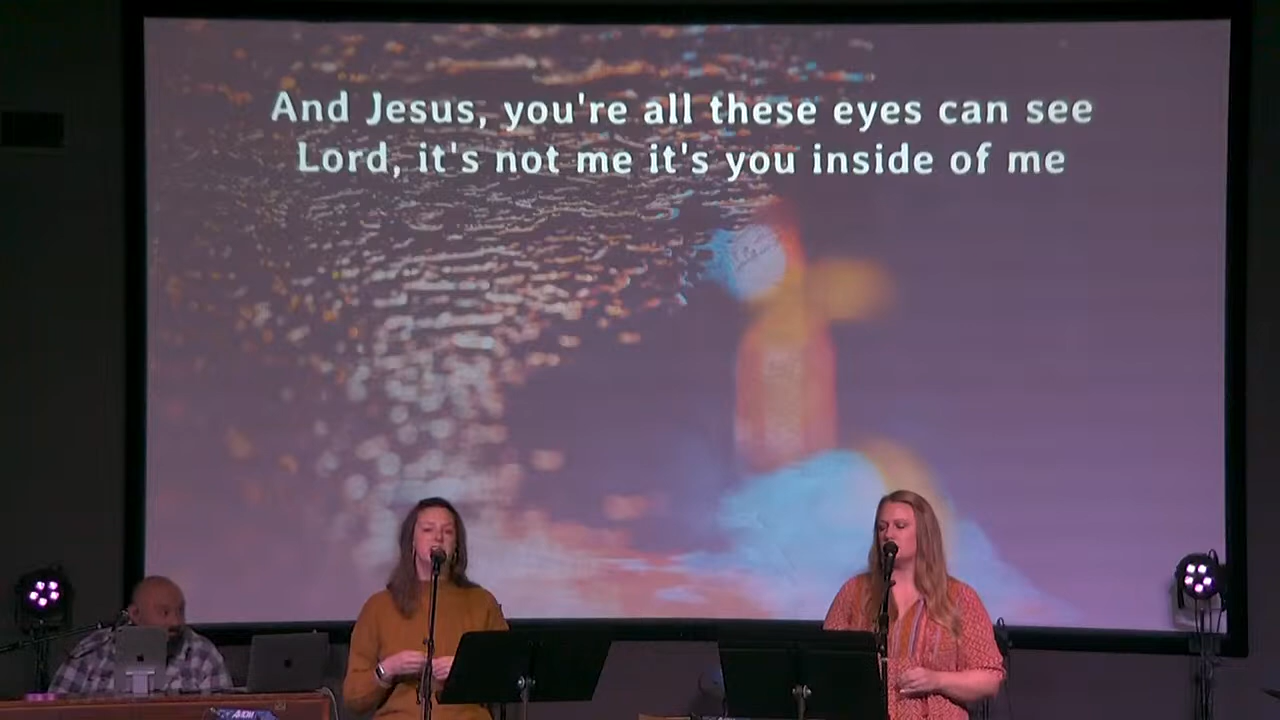 And Jesus, you're all these eyes can see
Lord, it's not me it's you inside of me